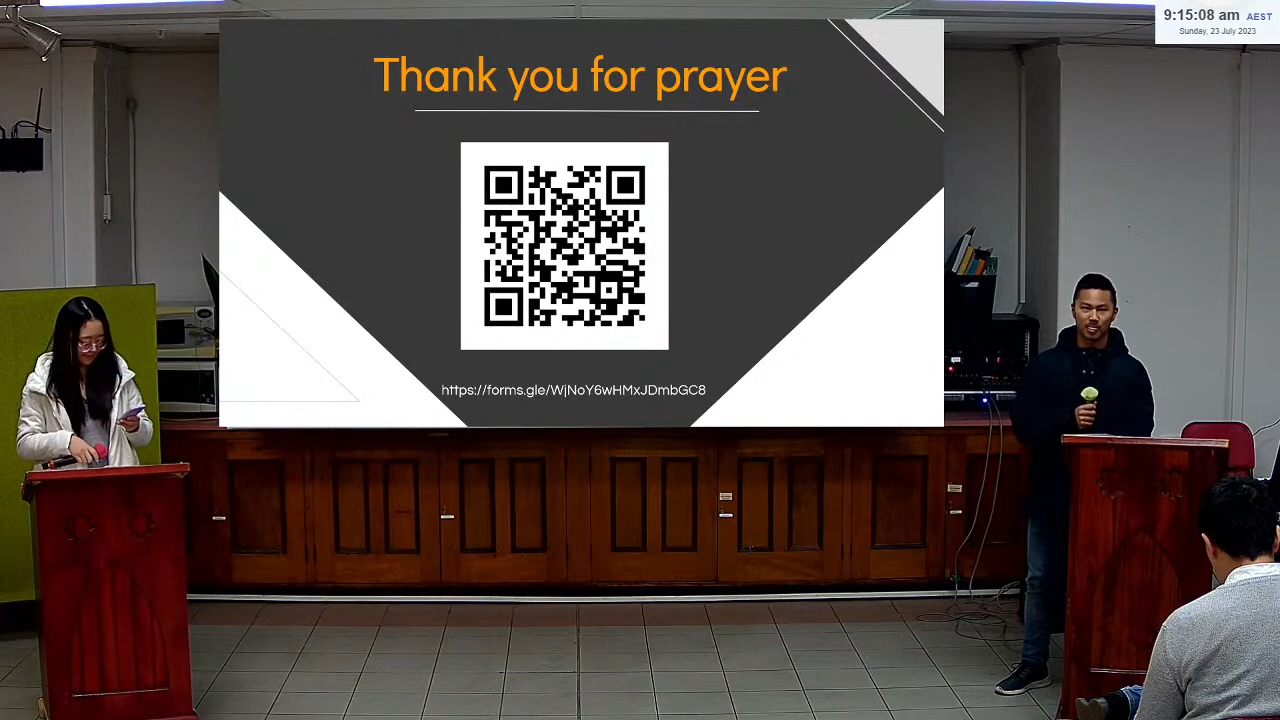 9:15:08 am AEST
Sunday, 23 July 2023
Thank you for prayer
https://forms.gle/WjNoY6wHMxJDmbGC8